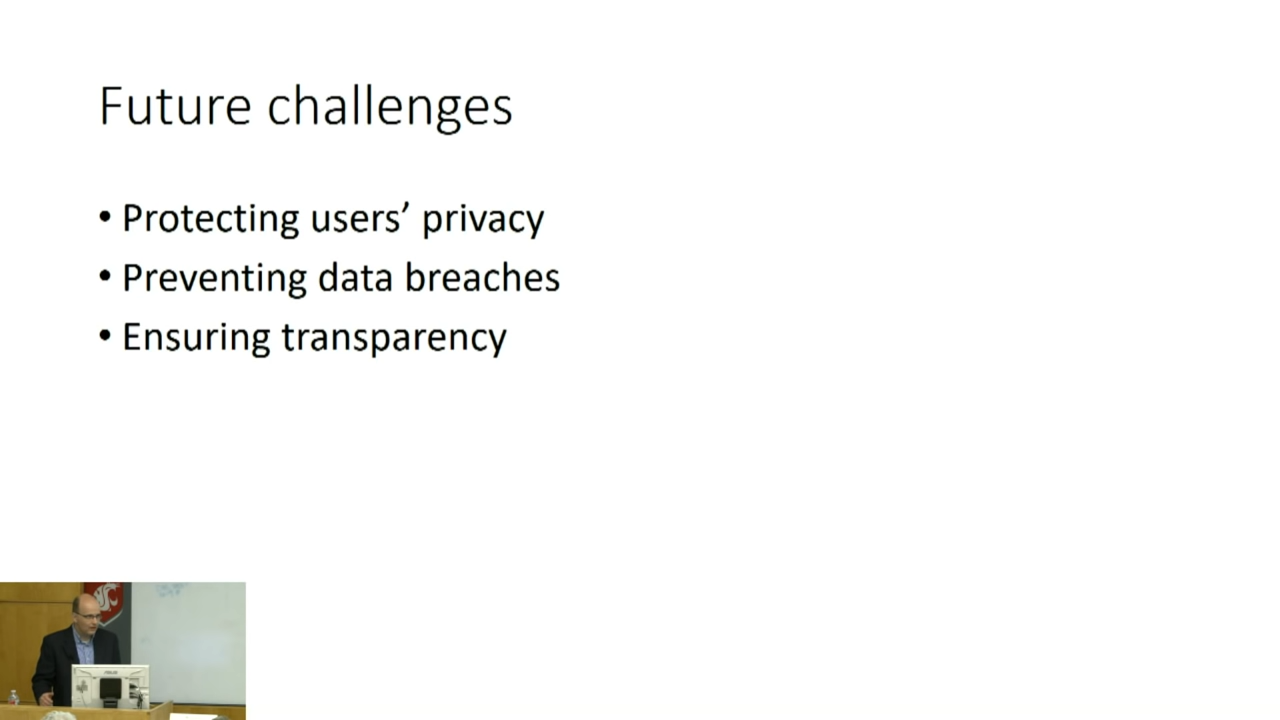 Future challenges
• Protecting users’ privacy
• Preventing data breaches
• Ensuring transparency